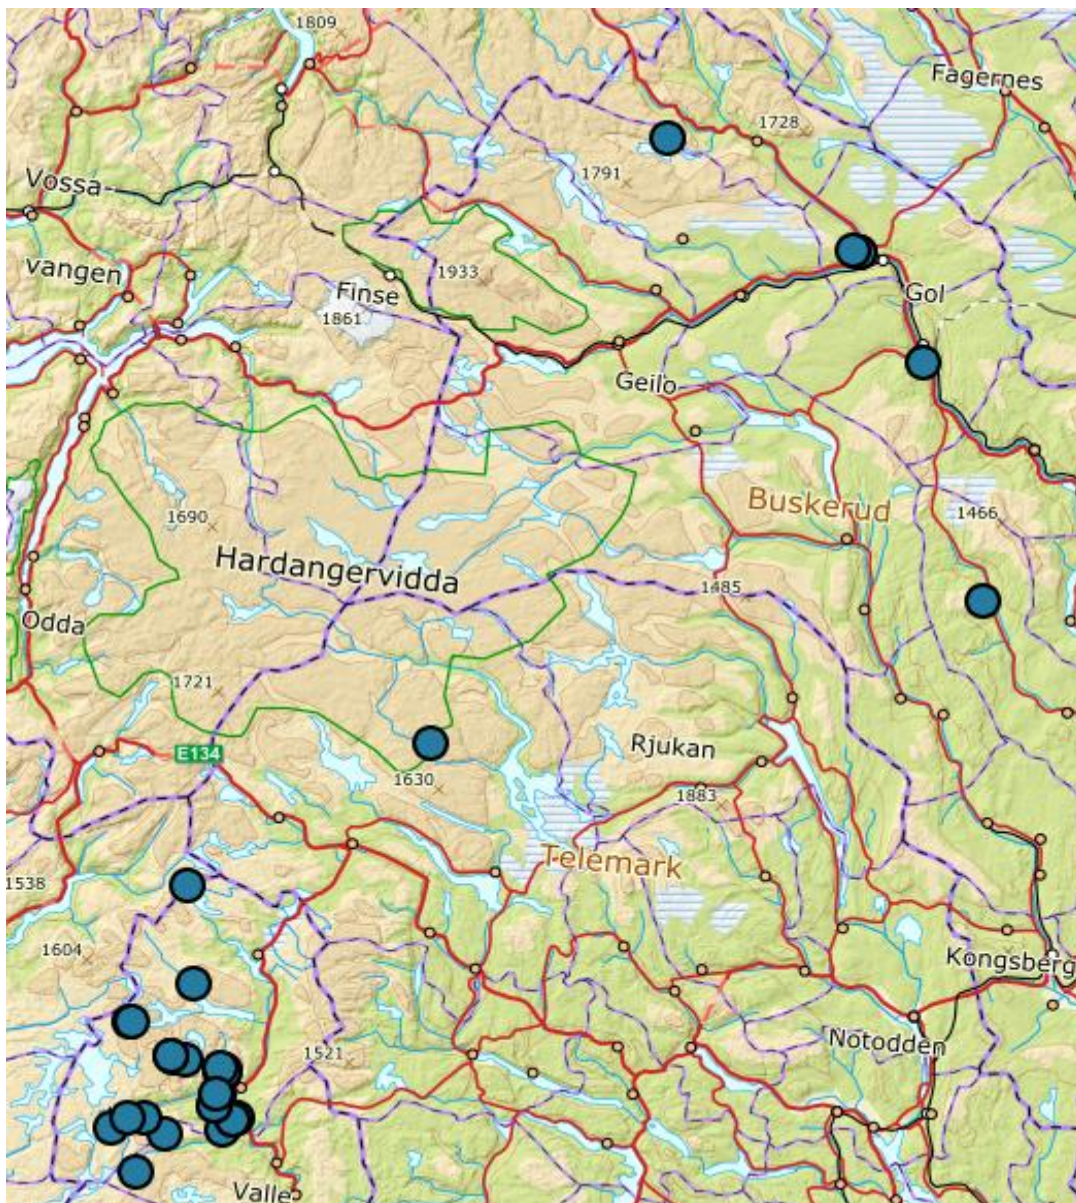 1809
Fagernes
1728
1791
Vossa-
vangen
1933
Finse
1861
Gol
Geilo
Buskerud
1466
1690
Hardangervidda
1485
Odda
1721
E134
Rjukan
1630
1883
Telemark
1538
1604
Kongsberg
1521
Notodden
Valle